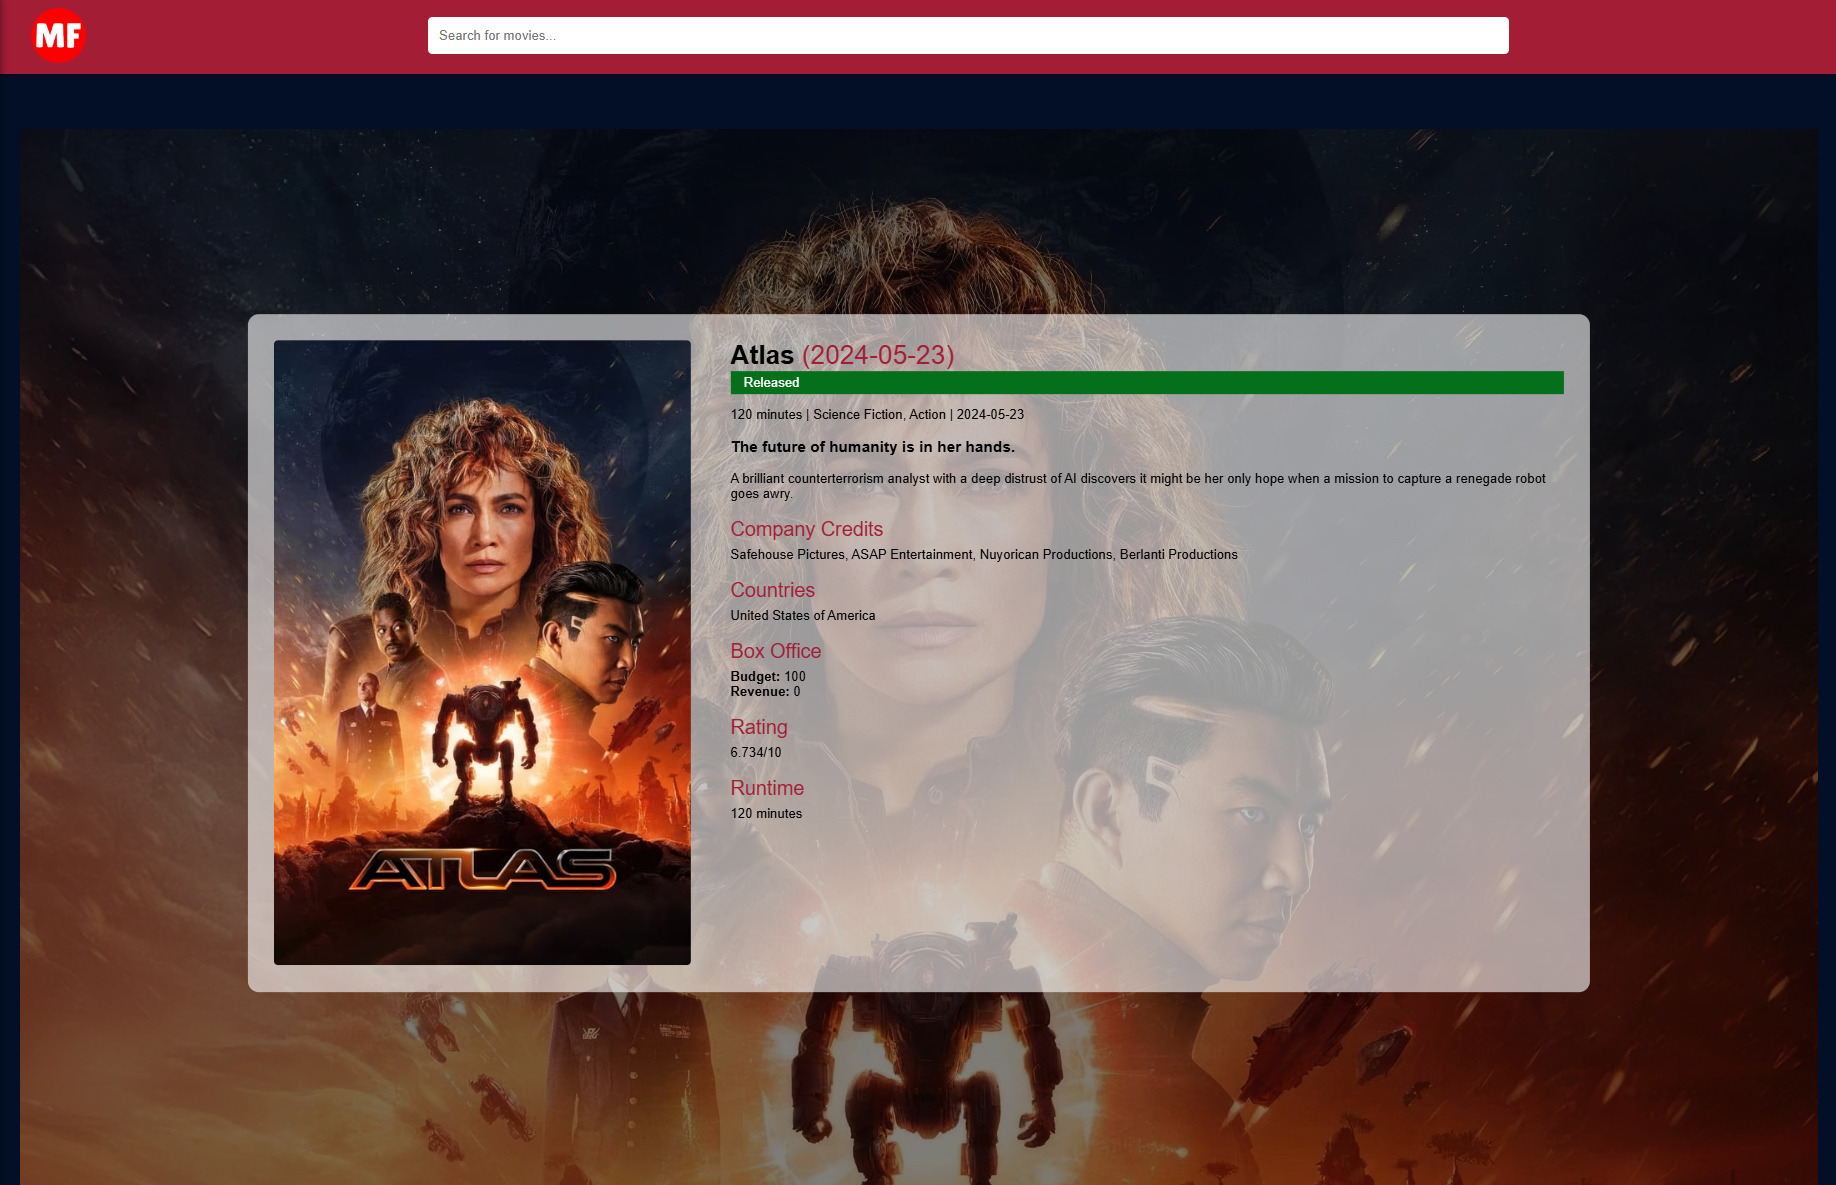 MF
Search for movies...
Atlas (2024-05-23)
Released
120 minutes | Science Fiction, Action | 2024-05-23
The future of humanity is in her hands.
A brilliant counterterrorism analyst with a deep distrust of AI discovers it might be her only hope when a mission to capture a renegade robot
goes awry.
Company Credits
Safehouse Pictures, ASAP Entertainment, Nuyorican Productions, Berlanti Productions
Countries
United States of America
Box Office
Budget: 100
Revenue: 0
Rating
6.734/10
Runtime
120 minutes
ATLAS